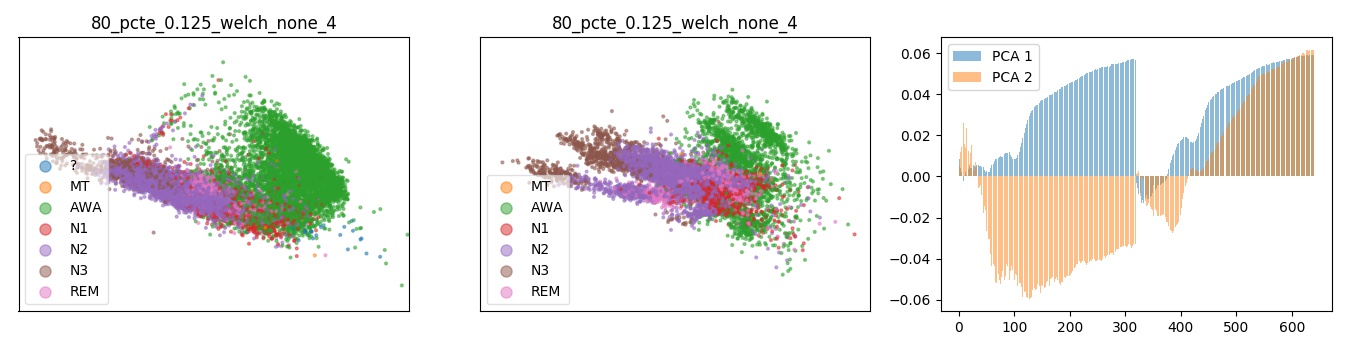 80_pcte_0.125_welch_none_4
?
MT
AWA
N1
N2
N3
REM
80_pcte_0.125_welch_none_4
MT
AWA
N1
N2
N3
REM
PCA 1
PCA 2
0.06
0.04
0.02
0.00
−0.02
−0.04
−0.06
0 100 200 300 400 500 600